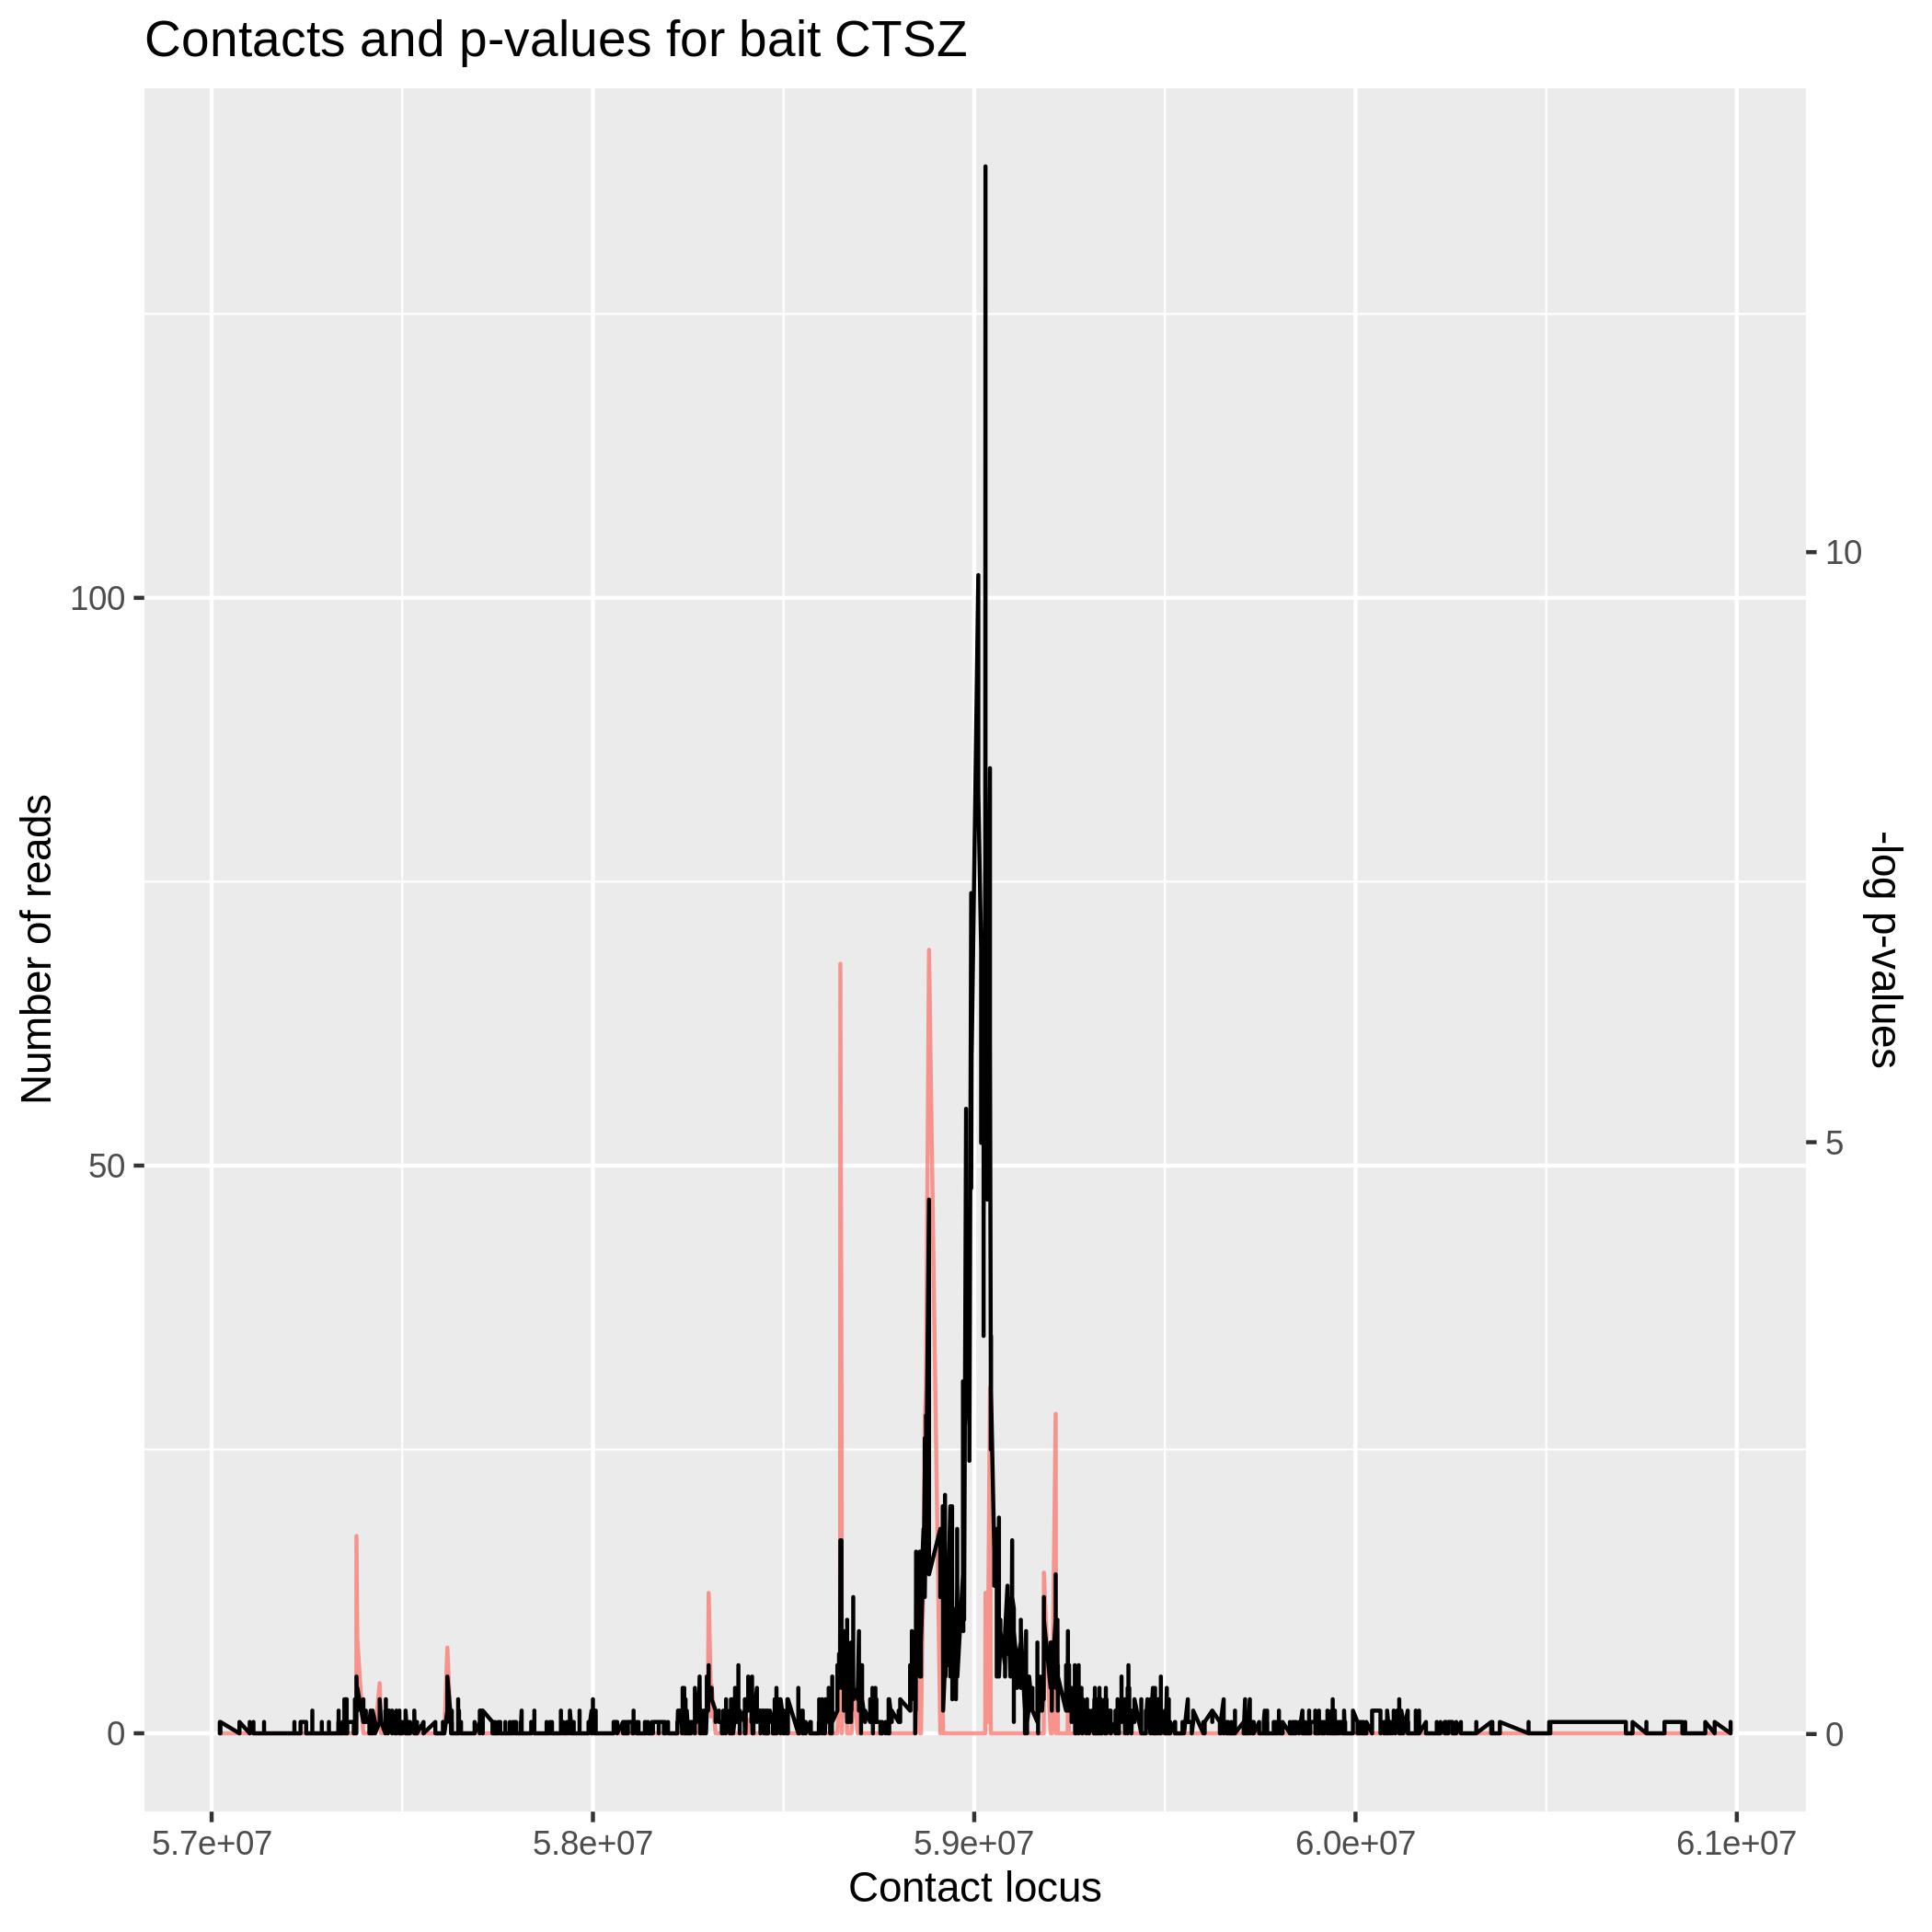 Contacts and p-values for bait CTSZ
Number of reads
100
50
0
10
5
0
-log p-values
5.7e+07 5.8e+07 5.9e+07 6.0e+07 6.1e+07
Contact locus